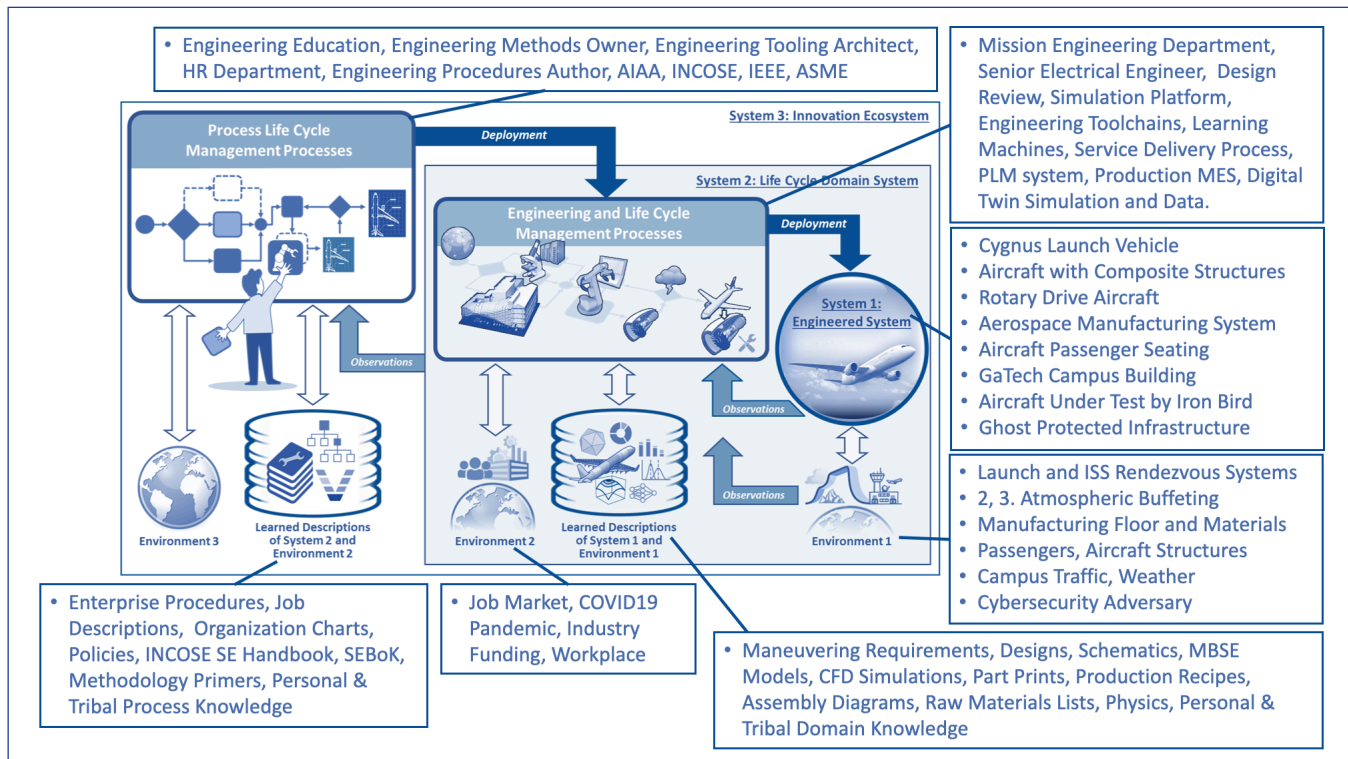 • Engineering Education, Engineering Methods Owner, Engineering Tooling Architect,
HR Department, Engineering Procedures Author, AIAA, INCOSE, IEEE, ASME
• Mission Engineering Department,
Senior Electrical Engineer, Design
Review, Simulation Platform,
Engineering Toolchains, Learning
Machines, Service Delivery Process,
PLM system, Production MES, Digital
Twin Simulation and Data.
System 3: Innovation Ecosystem
Process Life Cycle
Management Processes
Deployment
System 2: Life Cycle Domain System
Engineering and Life Cycle
Management Processes
Deployment
System 1:
Engineered System
• Cygnus Launch Vehicle
• Aircraft with Composite Structures
• Rotary Drive Aircraft
• Aerospace Manufacturing System
• Aircraft Passenger Seating
• GaTech Campus Building
• Aircraft Under Test by Iron Bird
• Ghost Protected Infrastructure
Observations
Observations
Observations
• Launch and ISS Rendezvous Systems
• 2, 3. Atmospheric Buffeting
• Manufacturing Floor and Materials
• Passengers, Aircraft Structures
• Campus Traffic, Weather
• Cybersecurity Adversary
Environment 3
Learned Descriptions
of System 2 and
Environment 2
Environment 2
Learned Descriptions
of System 1 and
Environment 1
Environment 1
• Enterprise Procedures, Job
Descriptions, Organization Charts,
Policies, INCOSE SE Handbook, SEBoK,
Methodology Primers, Personal &
Tribal Process Knowledge
• Job Market, COVID19
Pandemic, Industry
Funding, Workplace
• Maneuvering Requirements, Designs, Schematics, MBSE
Models, CFD Simulations, Part Prints, Production Recipes,
Assembly Diagrams, Raw Materials Lists, Physics, Personal &
Tribal Domain Knowledge